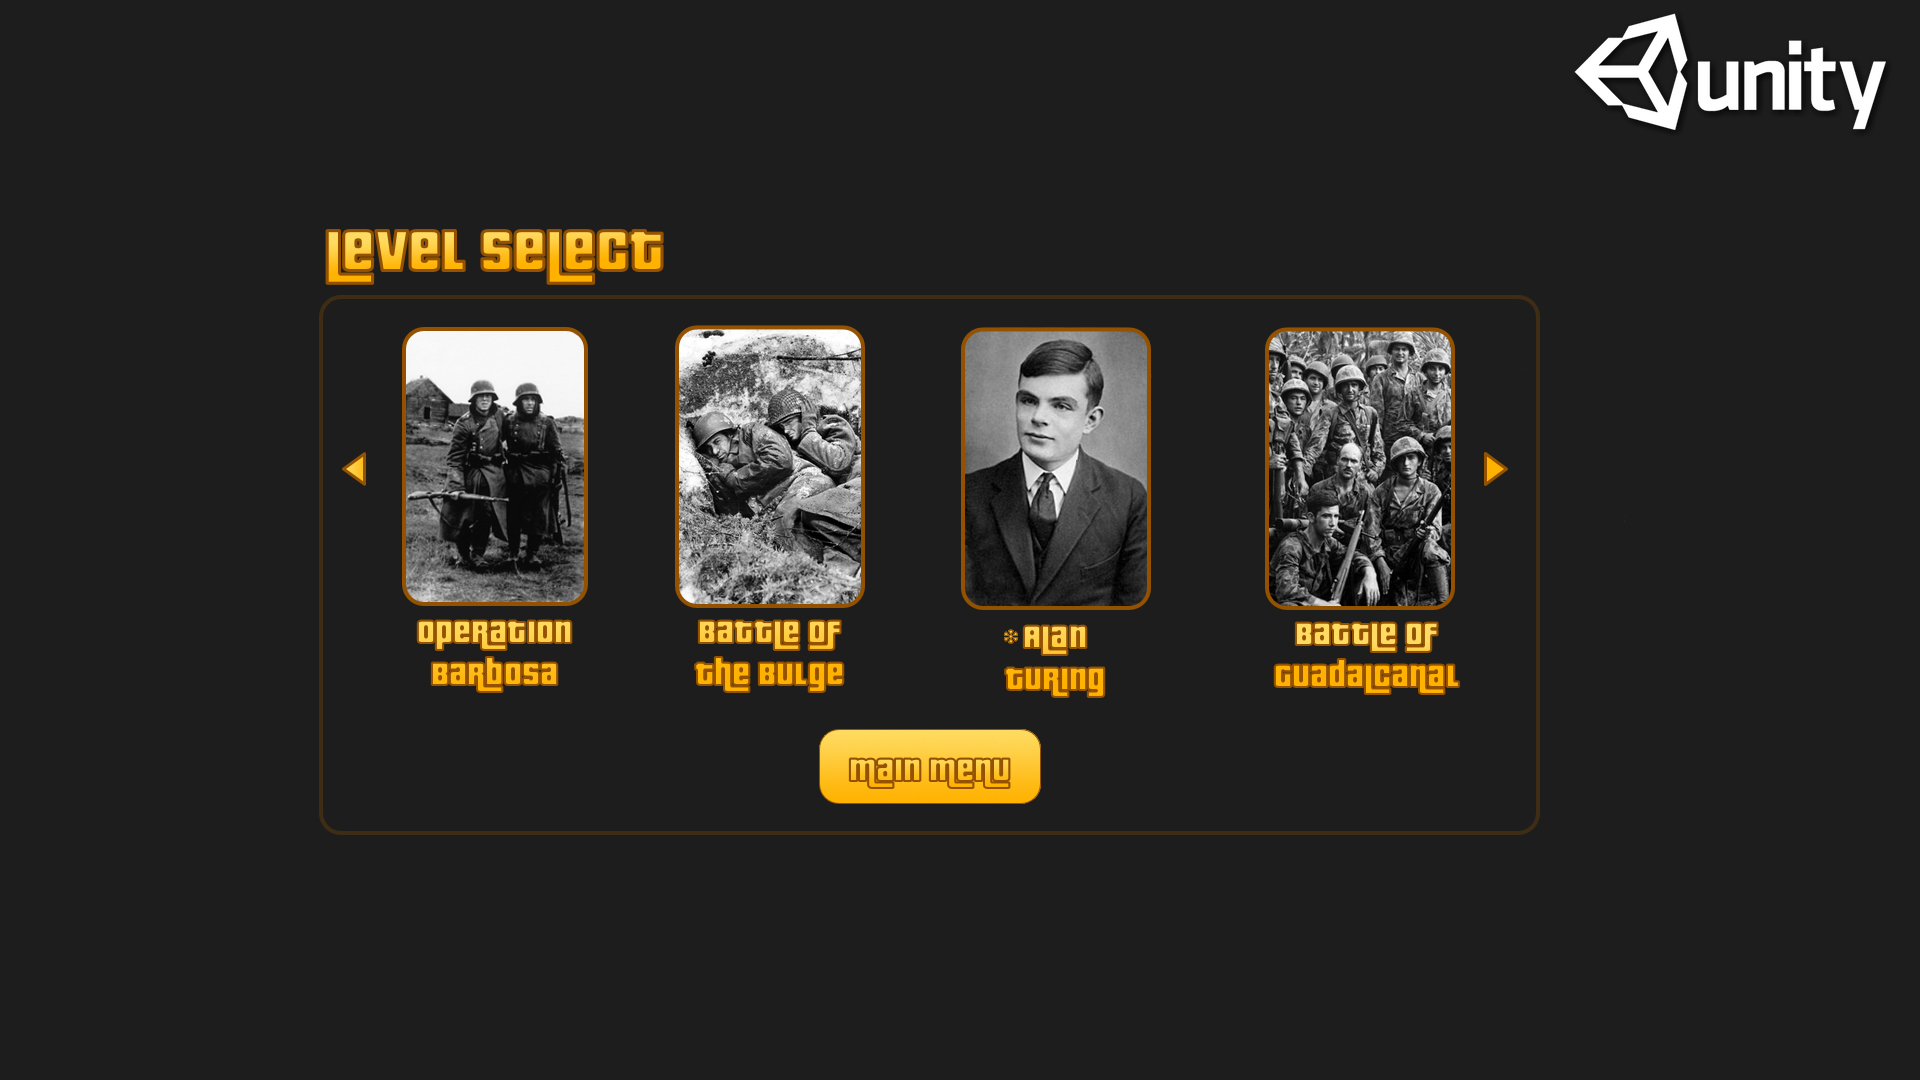 unity
Level Select
Operation
Barbosa
Battle of
the Bulge
*Alan
Turing
Battle of
Guadalcanal
main menu